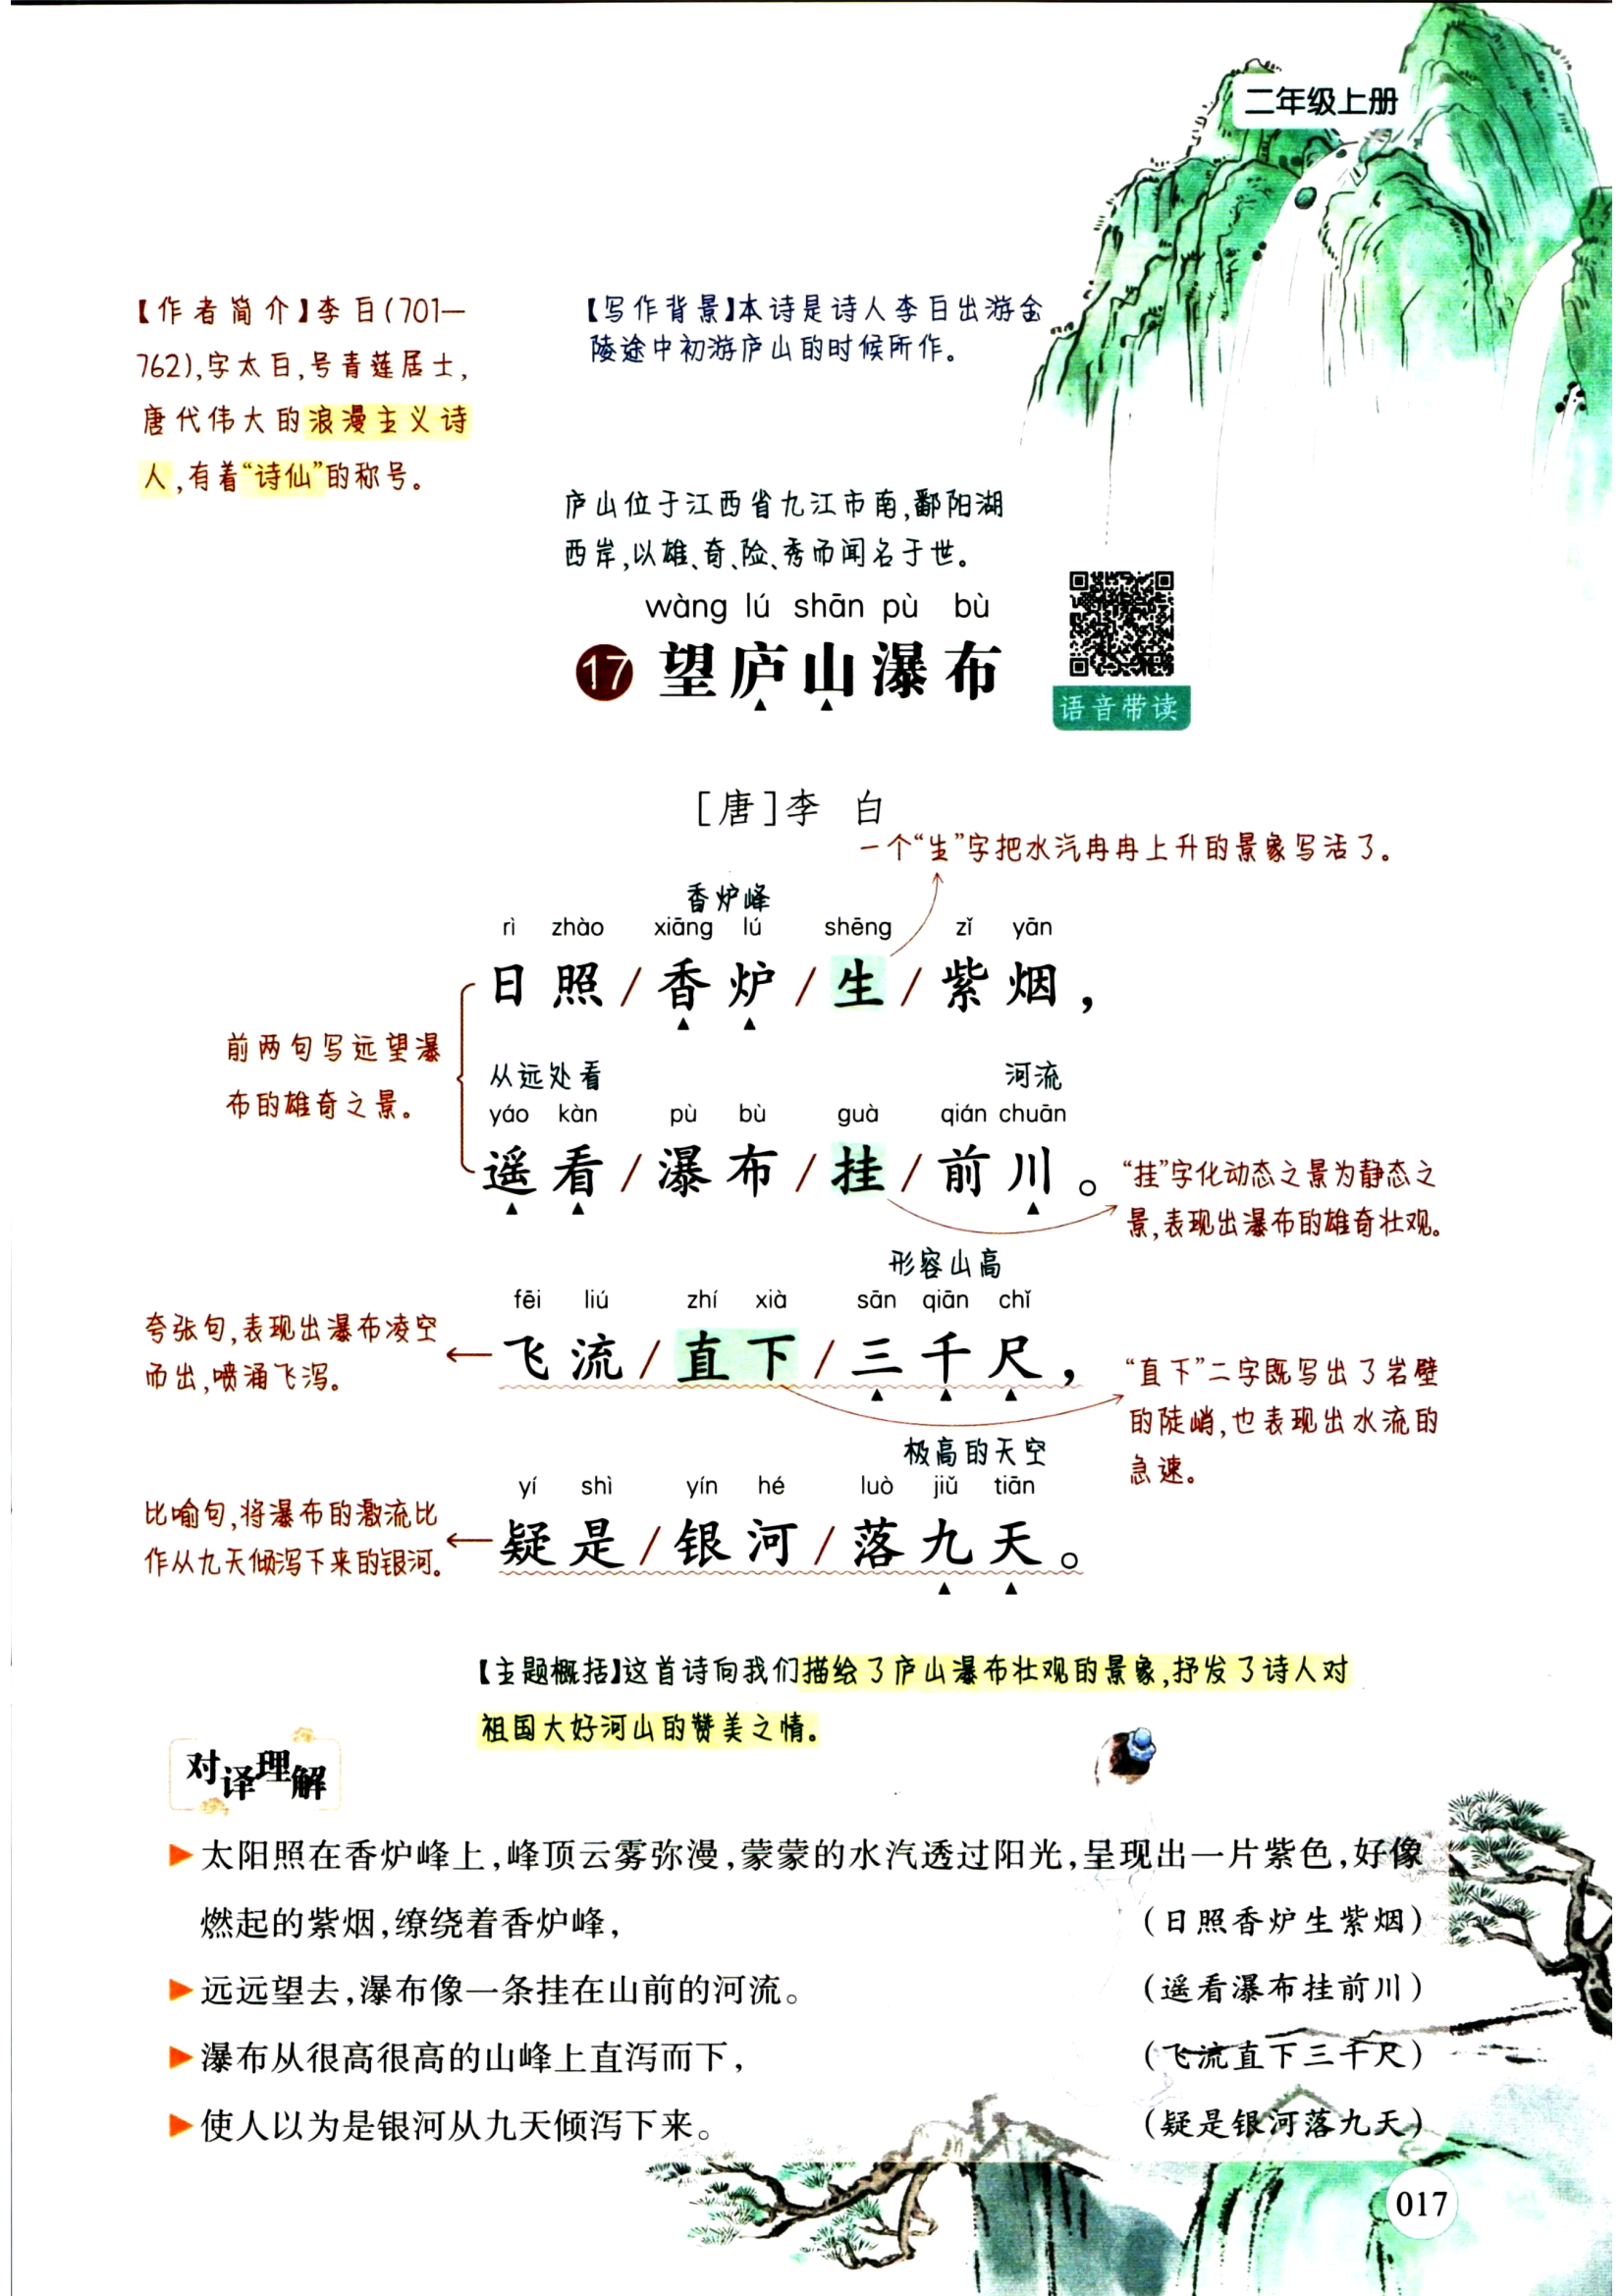 二年级上册
【作者简介】李白(701—
762),字太白,号青莲居士,
唐代伟大的浪漫主义诗
人,有着“诗仙”的称号。
【写作背景】本诗是诗人李白出游金
陵途中初游庐山的时候所作。
庐山位于江西省九江市南,鄱阳湖
西岸,以雄、奇、险、秀而闻名于世。
wàng lú shān pù bù
17 望庐山瀑布
语音带读
[唐]李 白
一个“生”字把水汽冉冉上升的景象写活了。
香炉峰
rì zhào xiāng lú shēng zǐ yān
日照/香炉/生/紫烟,
前两句写远望瀑
布的雄奇之景。
从远处看 河流
yáo kàn pù bù guà qián chuān
遥看/瀑布/挂/前川。
“挂”字化动态之景为静态之
景,表现出瀑布的雄奇壮观。
形容山高
fēi liú zhí xià sān qiān chǐ
飞流/直下/三千尺,
夸张句,表现出瀑布凌空
而出,喷涌飞泻。
“直下”二字既写出了岩壁
的陡峭,也表现出水流的
急速。
极高的天空
yí shì yín hé luò jiǔ tiān
疑是/银河/落九天。
比喻句,将瀑布的激流比
作从九天倾泻下来的银河。
【主题概括】这首诗向我们描绘了庐山瀑布壮观的景象,抒发了诗人对
祖国大好河山的赞美之情。
对译理解
太阳照在香炉峰上,峰顶云雾弥漫,蒙蒙的水汽透过阳光,呈现出一片紫色,好像
燃起的紫烟,缭绕着香炉峰, (日照香炉生紫烟)
远远望去,瀑布像一条挂在山前的河流。 (遥看瀑布挂前川)
瀑布从很高很高的山峰上直泻而下, (飞流直下三千尺)
使人以为是银河从九天倾泻下来。 (疑是银河落九天)
017